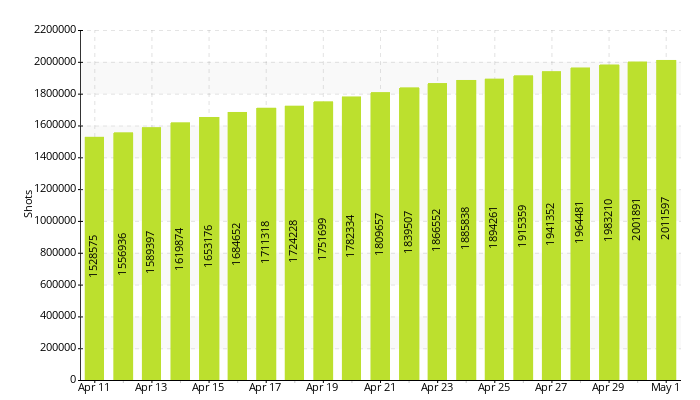 2200000
2000000
1800000
1600000
1400000
1200000
1000000
800000
600000
400000
200000
0
Shots
1528575
1556936
1589397
1619874
1653176
1684652
1711318
1724228
1751699
1782334
1809657
1839507
1866552
1885838
1894261
1915359
1941352
1964481
1983210
2001891
2011597
Apr 11
Apr 13
Apr 15
Apr 17
Apr 19
Apr 21
Apr 23
Apr 25
Apr 27
Apr 29
May 1